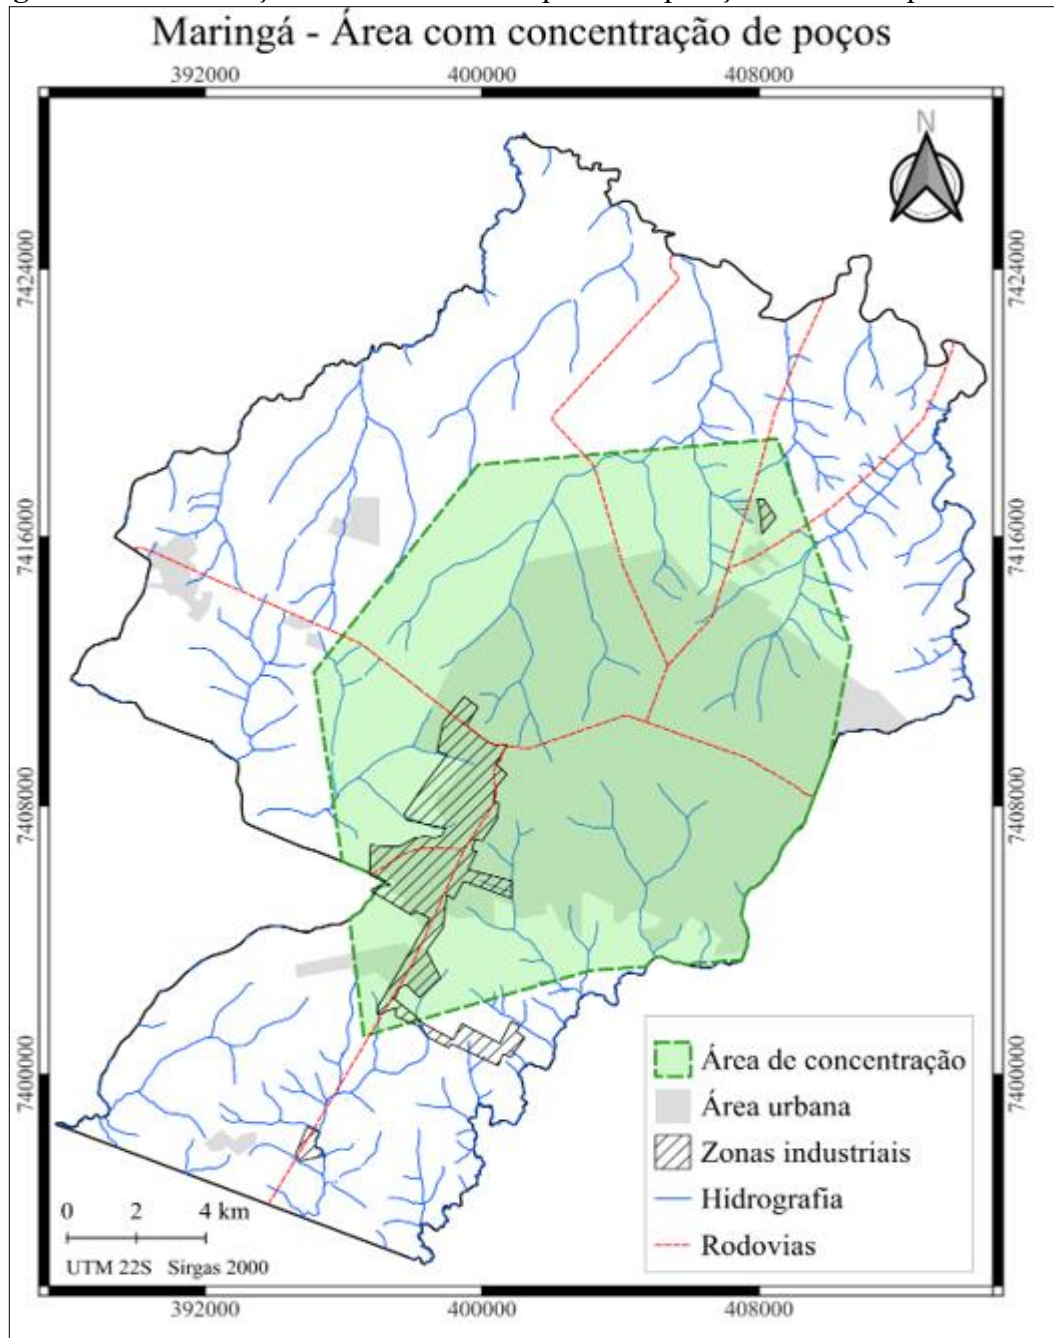 Maringá - Área com concentração de poços
392000 400000 408000
N
7424000 7424000
7416000 7416000
7408000 7408000
7400000 7400000
Área de concentração
Área urbana
Zonas industriais
Hidrografia
Rodovias
0 2 4 km
UTM 22S Sirgas 2000
392000 400000 408000